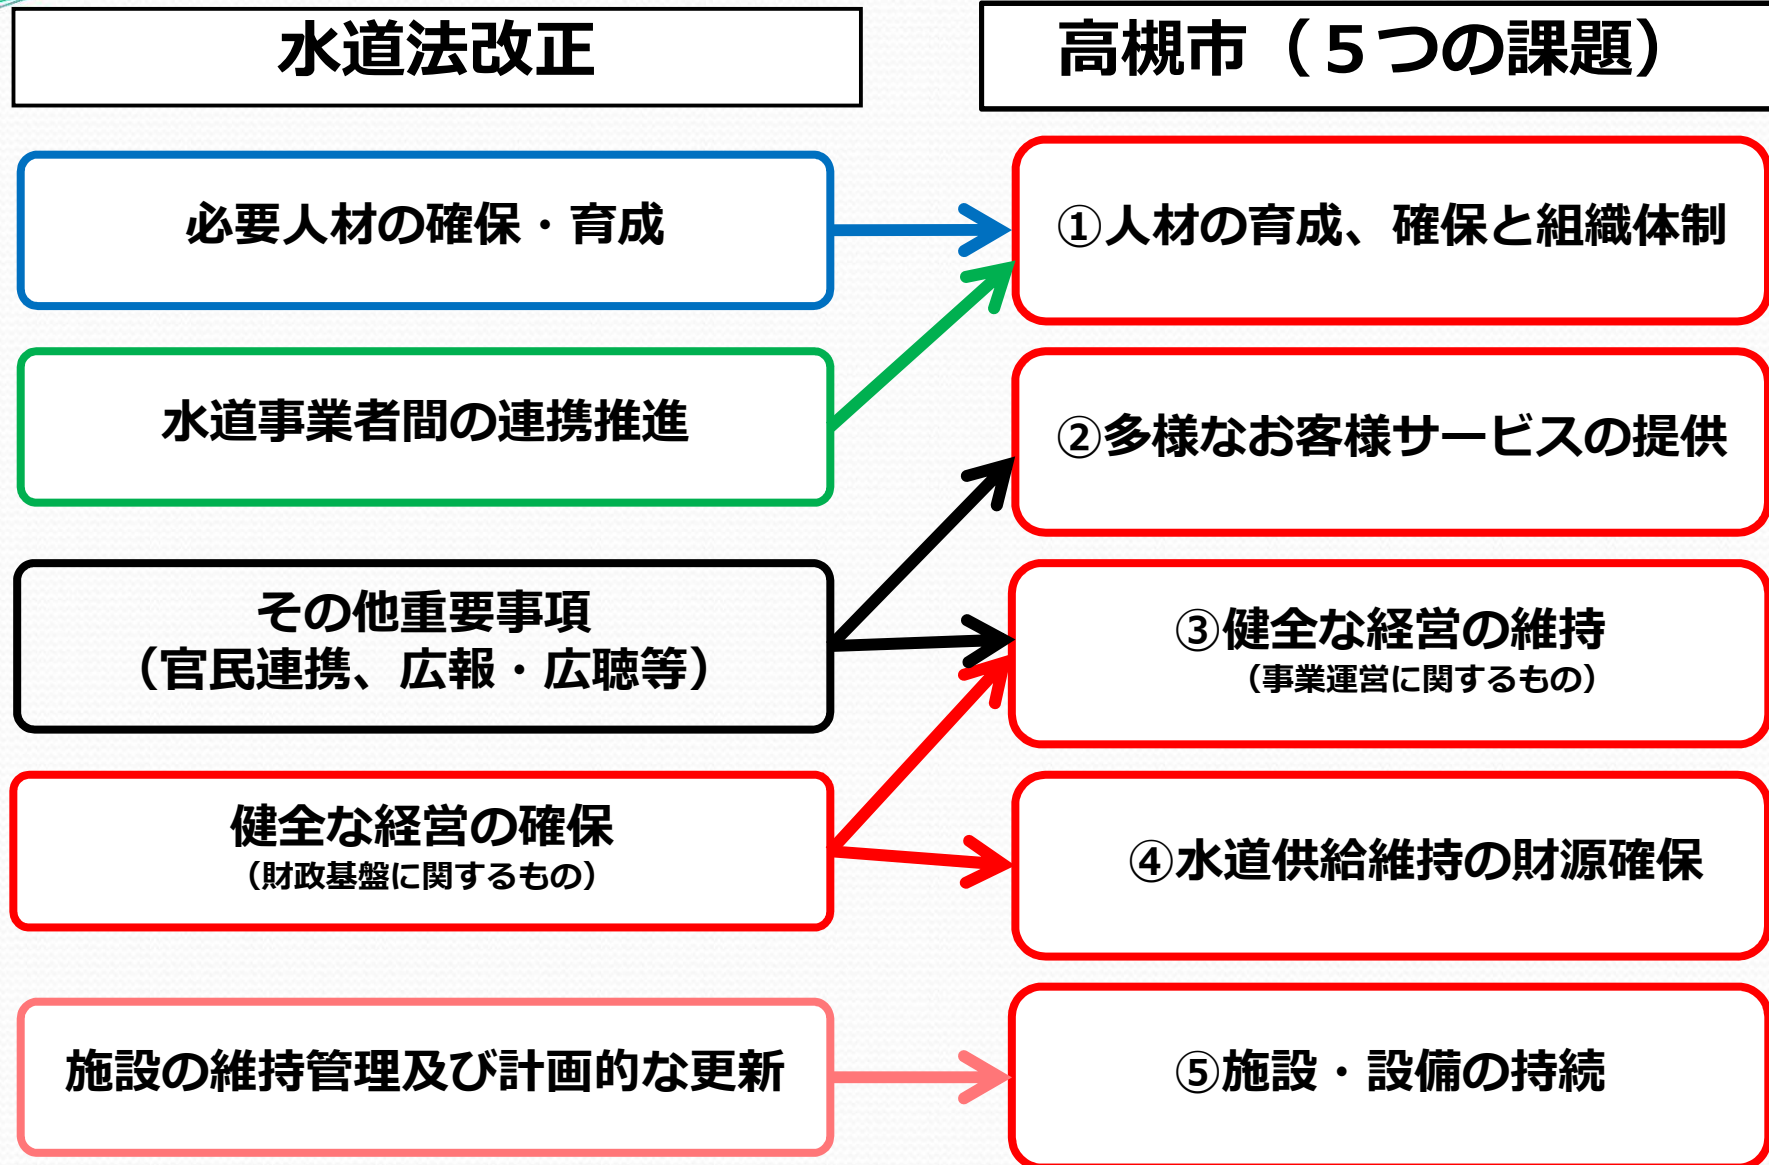 水道法改正
必要人材の確保・育成
水道事業者間の連携推進
その他重要事項
（官民連携、広報・広聴等）
健全な経営の確保
（財政基盤に関するもの）
施設の維持管理及び計画的な更新
高槻市（５つの課題）
①人材の育成、確保と組織体制
②多様なお客様サービスの提供
③健全な経営の維持
（事業運営に関するもの）
④水道供給維持の財源確保
⑤施設・設備の持続